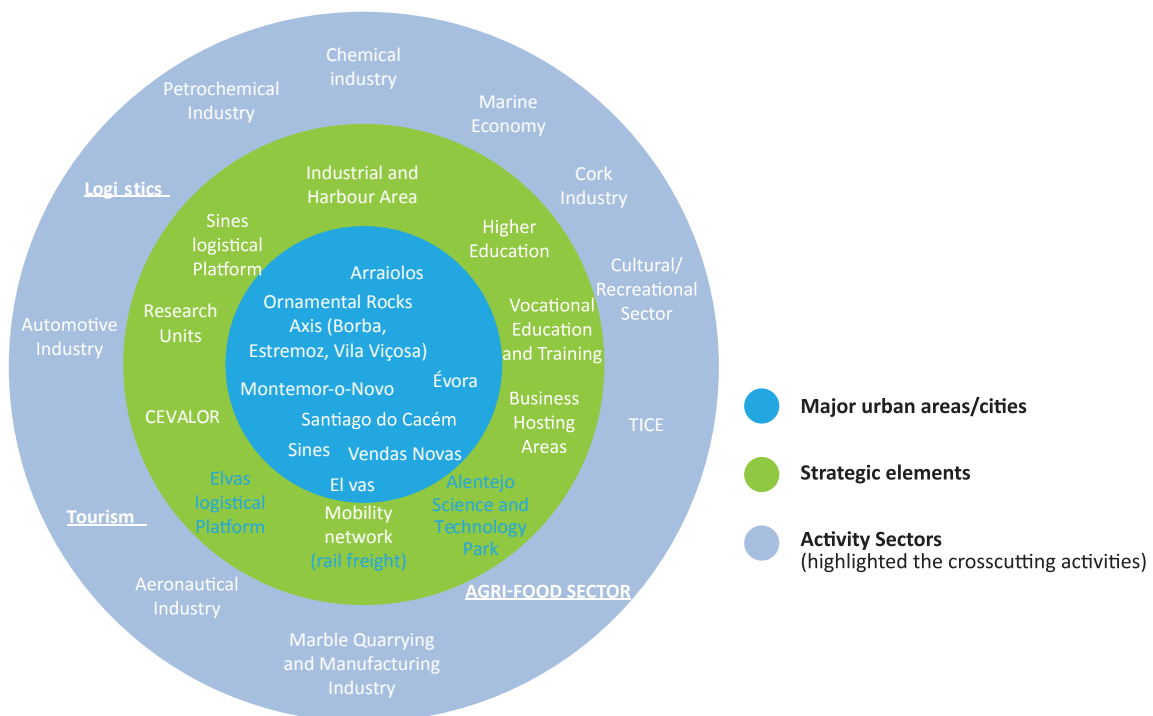 Chemical
industry
Petrochemical
Industry
Marine
Economy
Logi stics
Cork
Industry
Industrial and
Harbour Area
Sines
logistical
Platform
Higher
Education
Cultural/
Recreational
Sector
Arraiolos
Ornamental Rocks
Axis (Borba,
Estremoz, Vila Viçosa)
Research
Units
Vocational
Education
and Training
Automotive
Industry
Montemor-o-Novo
Évora
Santiago do Cacém
Sines
Vendas Novas
El vas
CEVALOR
Business
Hosting
Areas
TICE
Elvas
logistical
Platform
Mobility
network
(rail freight)
Alentejo
Science and
Technology
Park
Tourism
Aeronautical
Industry
AGRI-FOOD SECTOR
Marble Quarrying
and Manufacturing
Industry
Major urban areas/cities
Strategic elements
Activity Sectors
(highlighted the crosscutting activities)